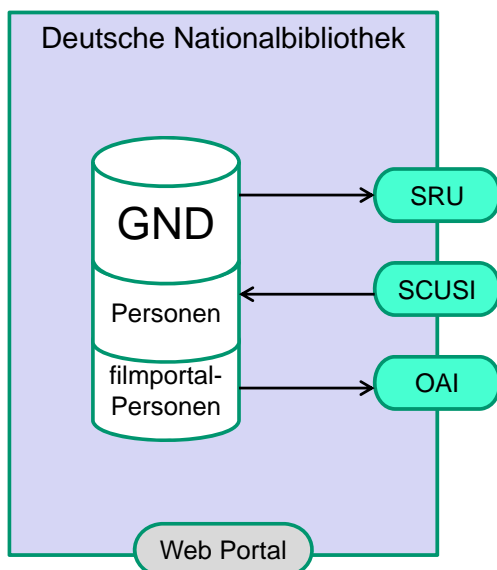 Deutsche Nationalbibliothek
GND
SRU
Personen
SCUSI
filmportal-
Personen
OAI
Web Portal